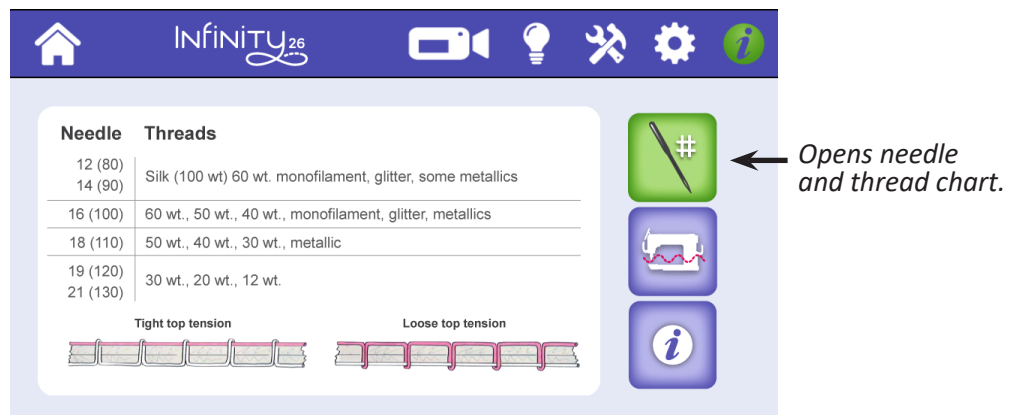 Infinity 26
i
Needle Threads
12 (80)
14 (90)
Silk (100 wt) 60 wt. monofilament, glitter, some metallics
16 (100) 60 wt., 50 wt., 40 wt., monofilament, glitter, metallics
18 (110) 50 wt., 40 wt., 30 wt., metallic
19 (120)
21 (130)
30 wt., 20 wt., 12 wt.
Tight top tension Loose top tension
#
i
Opens needle
and thread chart.